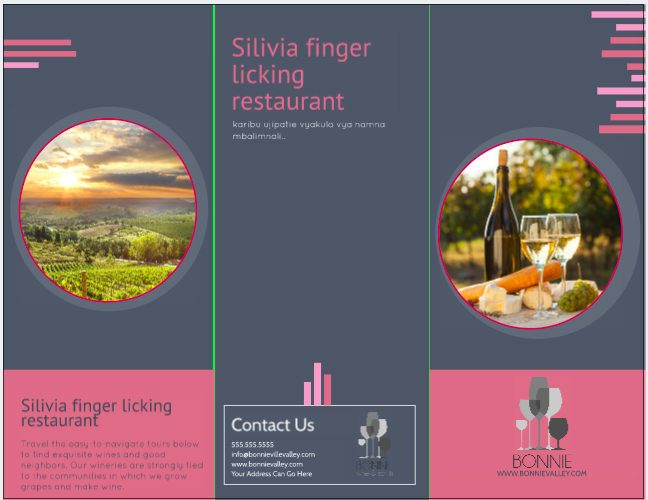 Silivia finger licking
restaurant
Travel the easy-to-navigate tours below
to find exquisite wines and good
neighbors. Our wineries are strongly tied
to the communities in which we grow
grapes and make wine.
Silivia finger
licking
restaurant
karibu ujipatie vyakula vya namna
mbalimnali..
Contact Us
555.555.5555
info@bonnievillevalley.com
www.bonnievalley.com
Your Address Can Go Here
BONNIE
BONNIE
WWW.BONNIEVALLEY.COM